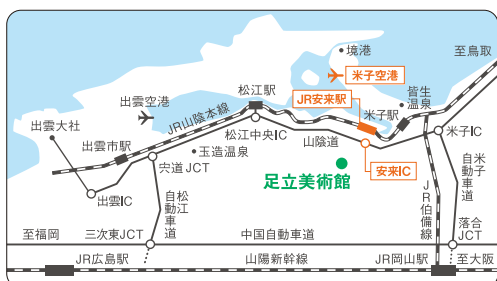 境港
至鳥取
米子空港
松江駅
皆生
温泉
出雲空港
JR安来駅
米子駅
JR山陰本線
出雲大社
松江中央IC
山陰道
米子IC
出雲市駅
玉造温泉
安来IC
宍道JCT
足立美術館
出雲IC
松江
自動車道
JR伯備線
米子
自動車道
落合
JCT
至福岡
三次東JCT
中国自動車道
JR広島駅
山陽新幹線
JR岡山駅
至大阪